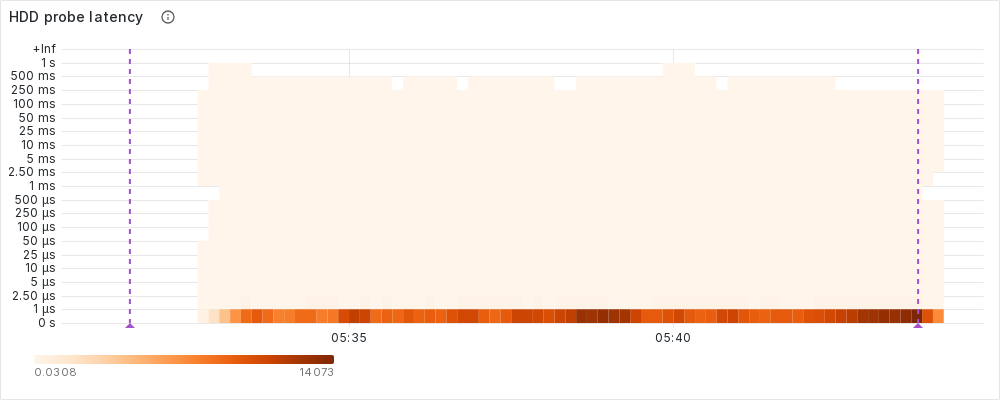 HDD probe latency
+Inf
1 s
500 ms
250 ms
100 ms
50 ms
25 ms
10 ms
5 ms
2.50 ms
1 ms
500 µs
250 µs
100 µs
50 µs
25 µs
10 µs
5 µs
2.50 µs
1 µs
0 s
05:35 05:40
0.0308 14073